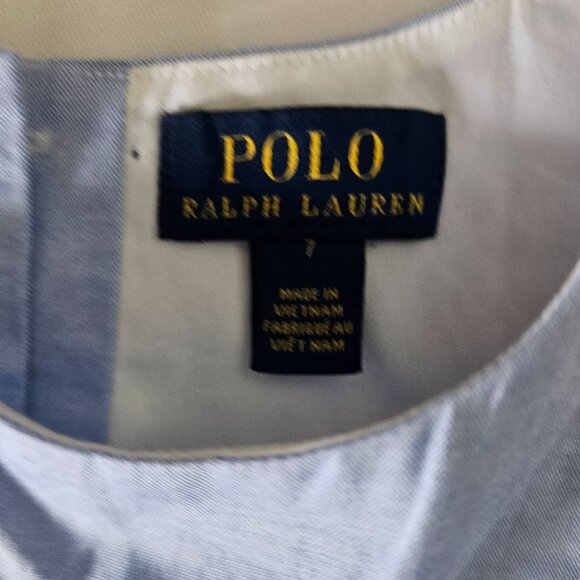 POLO
RALPH LAUREN
7
MADE IN
VIETNAM
FABRIQUÉ AU
VIÊT NAM